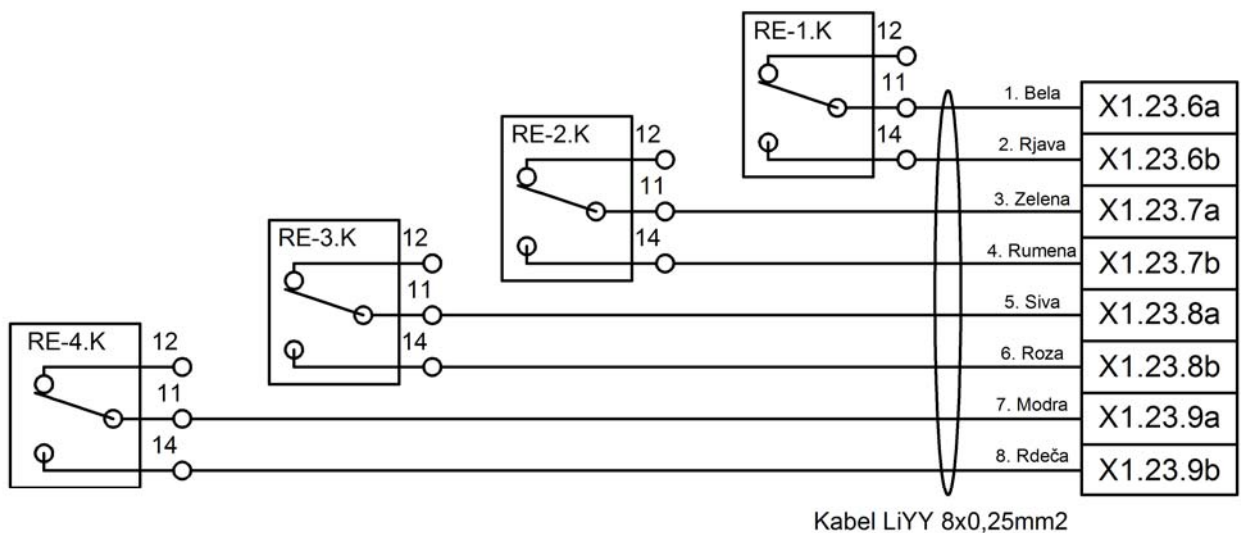 RE-1.K
12
11
14
1. Bela
X1.23.6a
2. Rjava
X1.23.6b
RE-2.K
12
11
14
3. Zelena
X1.23.7a
4. Rumena
X1.23.7b
RE-3.K
12
11
14
5. Siva
X1.23.8a
6. Roza
X1.23.8b
RE-4.K
12
11
14
7. Modra
X1.23.9a
8. Rdeča
X1.23.9b
Kabel LiYY 8x0,25mm2